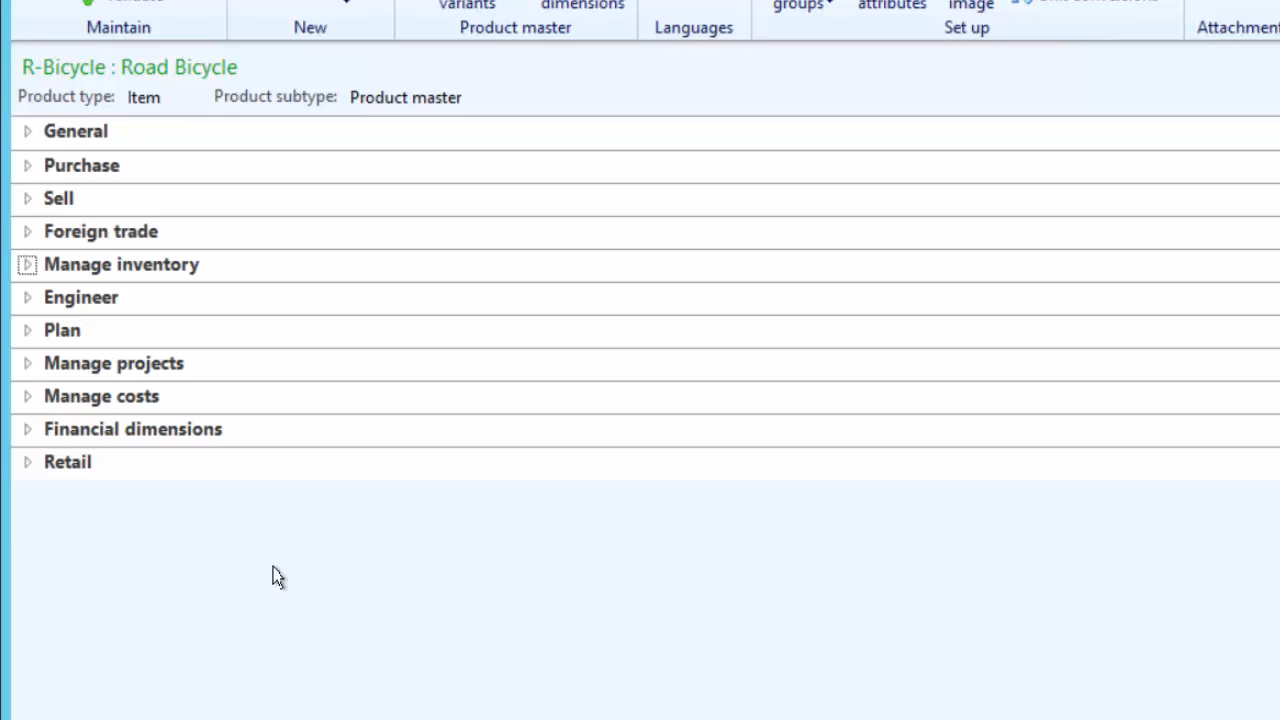 variants dimensions groups attributes image
Maintain New Product master Languages Set up Attachment
R-Bicycle : Road Bicycle
Product type: Item Product subtype: Product master
General
Purchase
Sell
Foreign trade
Manage inventory
Engineer
Plan
Manage projects
Manage costs
Financial dimensions
Retail